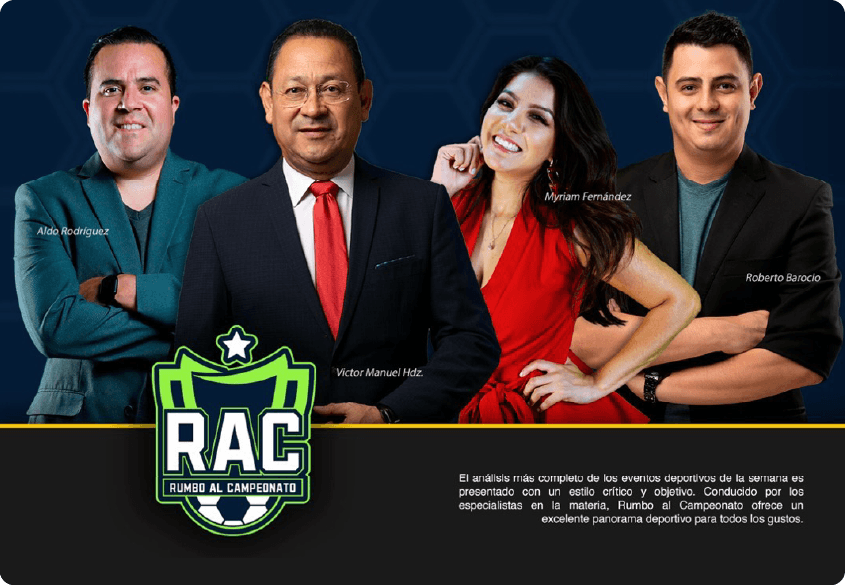 Aldo Rodríguez
Victor Manuel Hdz.
Myriam Fernández
Roberto Barocio
RAC
RUMBO AL CAMPEONATO
El análisis más completo de los eventos deportivos de la semana es
presentado con un estilo crítico y objetivo. Conducido por los
especialistas en la materia, Rumbo al Campeonato ofrece un
excelente panorama deportivo para todos los gustos.